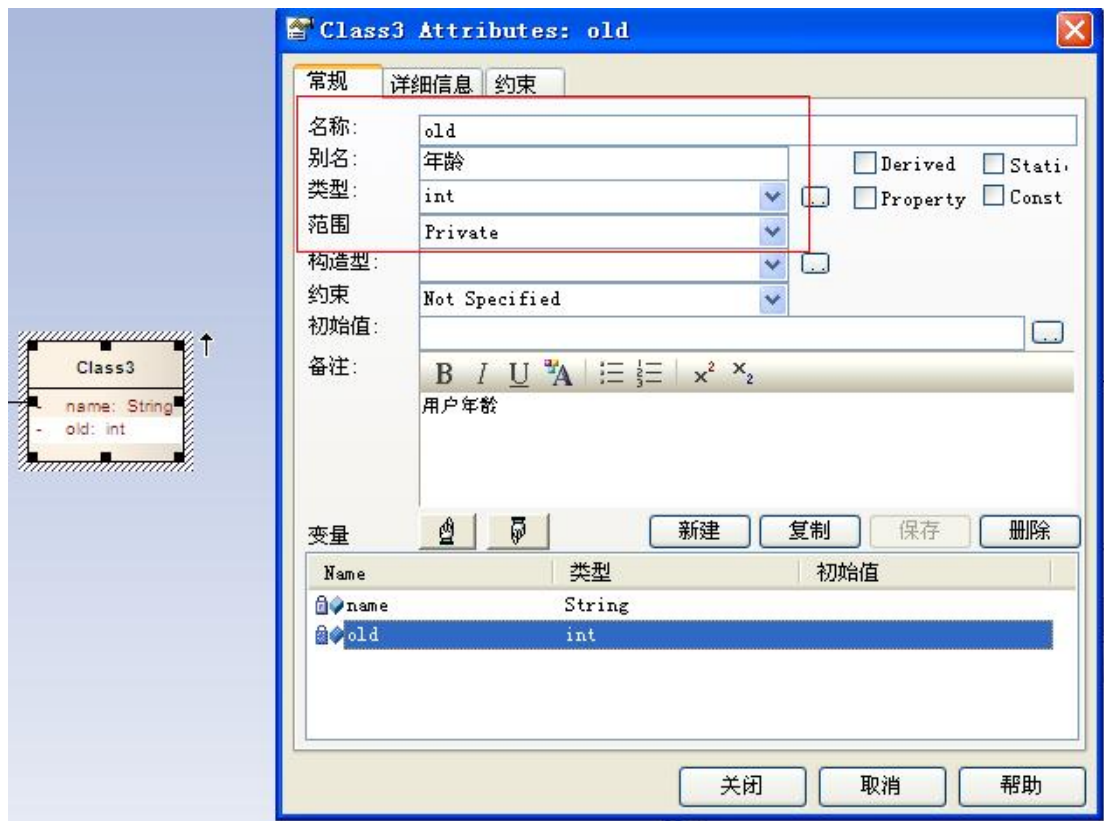 Class3 Attributes: old
常规 详细信息 约束
名称: old
别名: 年龄 Derived Stati
类型: int .. Property Const
范围 Private
构造型: ..
约束 Not Specified
初始值: ..
备注: B I U A x² x₂
用户年龄
Class3
- name: String
- old: int
变量 新建 复制 保存 删除
Name 类型 初始值
name String
old int
关闭 取消 帮助